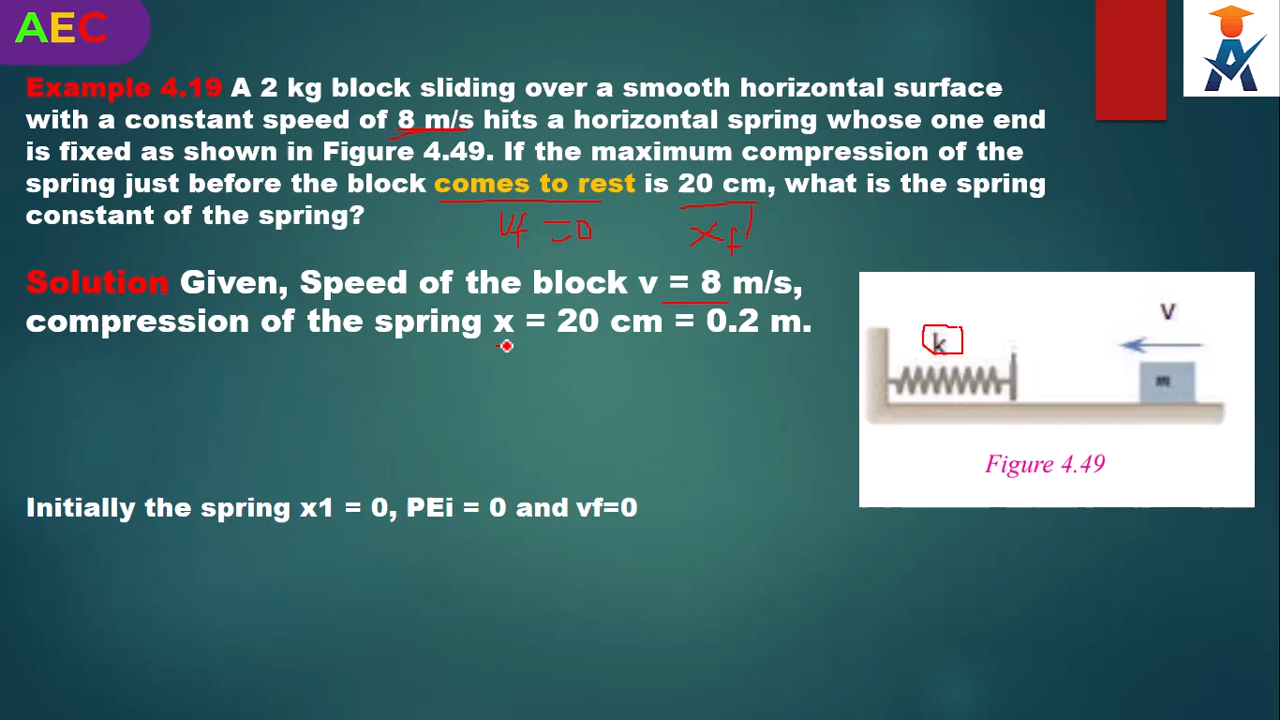 AEC
Example 4.19 A 2 kg block sliding over a smooth horizontal surface
with a constant speed of 8 m/s hits a horizontal spring whose one end
is fixed as shown in Figure 4.49. If the maximum compression of the
spring just before the block comes to rest is 20 cm, what is the spring
constant of the spring?
vf = 0 xf
Solution Given, Speed of the block v = 8 m/s,
compression of the spring x = 20 cm = 0.2 m.
V
k
m
Figure 4.49
Initially the spring x1 = 0, PEi = 0 and vf=0